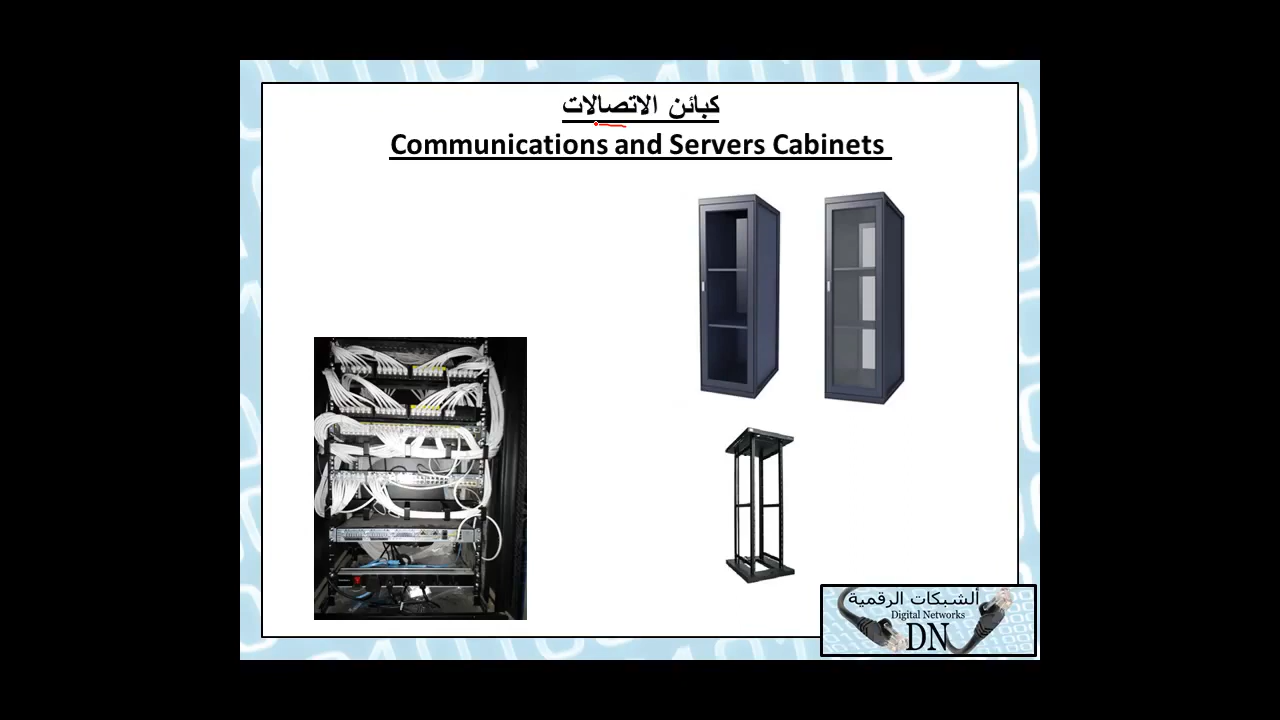 كبائن الاتصالات
Communications and Servers Cabinets
ألشبكات الرقمية
Digital Networks
DN